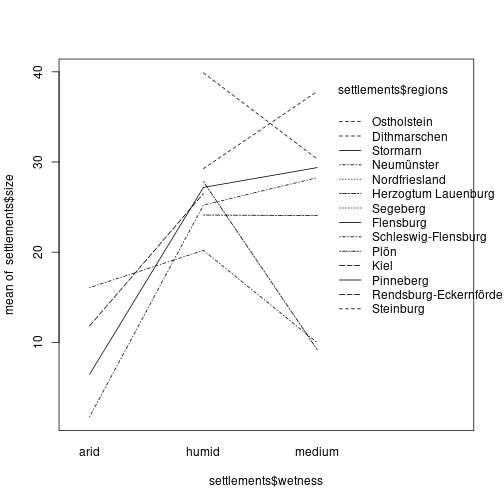 settlements$regions
Ostholstein
Dithmarschen
Stormarn
Neumünster
Nordfriesland
Herzogtum Lauenburg
Segeberg
Flensburg
Schleswig-Flensburg
Plön
Kiel
Pinneberg
Rendsburg-Eckernförde
Steinburg
mean of settlements$size
40
30
20
10
arid humid medium
settlements$wetness